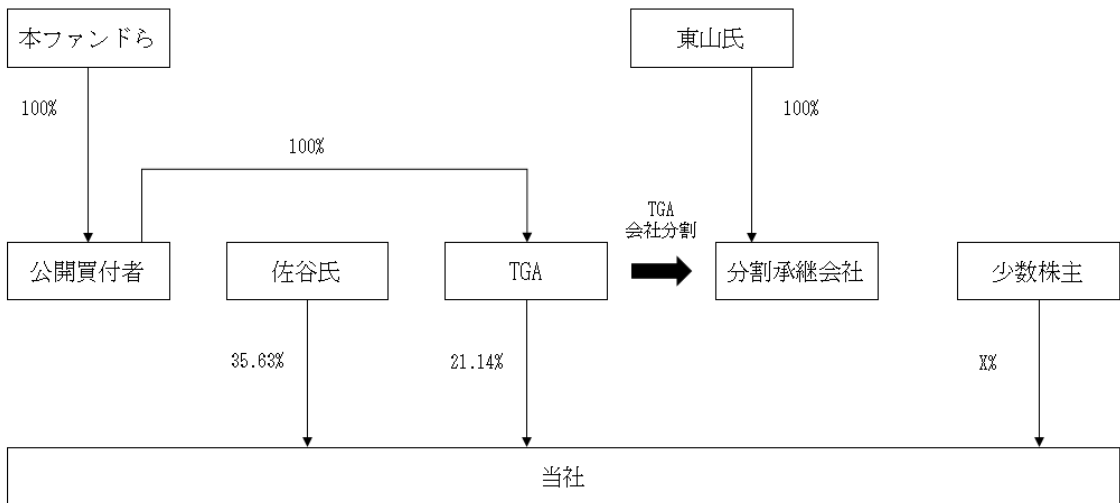 本ファンドら
東山氏
100%
100%
100%
TGA
会社分割
公開買付者
佐谷氏
TGA
分割承継会社
少数株主
35.63%
21.14%
X%
当社